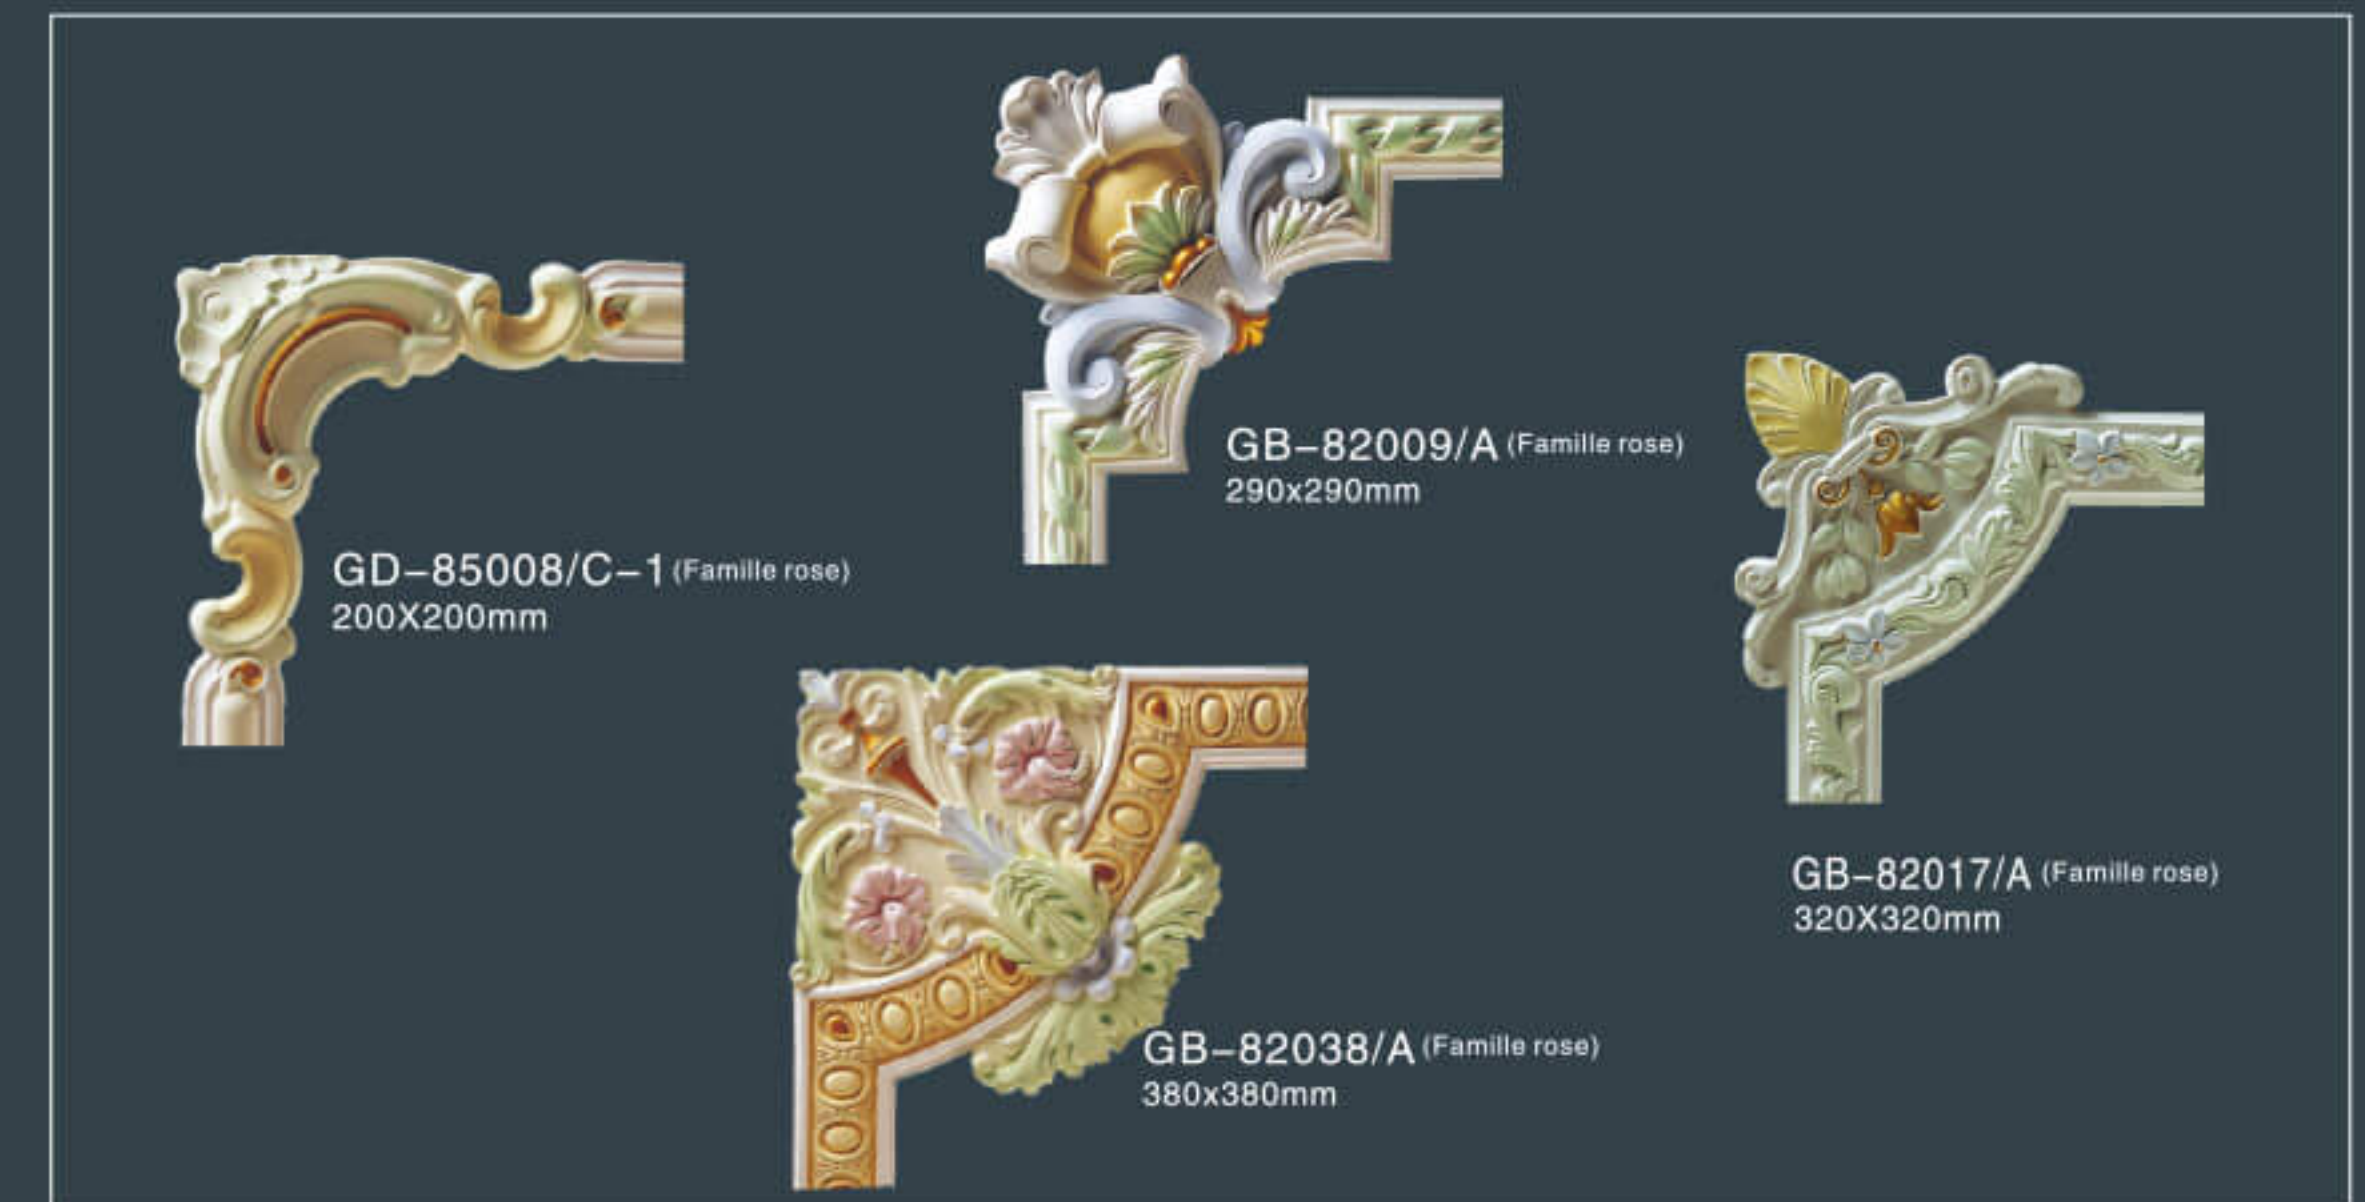 GB-82009/A (Famille rose)
290x290mm
GD-85008/C-1 (Famille rose)
200X200mm
GB-82017/A (Famille rose)
320X320mm
GB-82038/A (Famille rose)
380x380mm